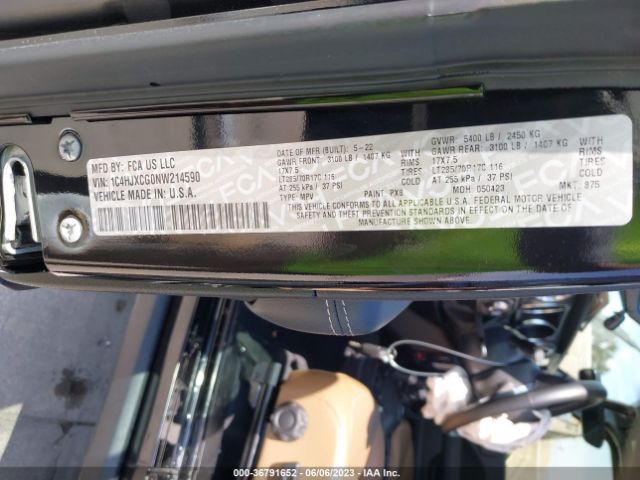 MFD BY: FCA US LLC
VIN: 1C4HJXCG0NW214590
VEHICLE MADE IN: U.S.A.
DATE OF MFR (BUILT): 5-22
GAWR FRONT: 3100 LB / 1407 KG WITH
17X7.5 RIMS
LT285/70R17C 116 TIRES
AT 255 kPa / 37 PSI COLD
TYPE: MPV PAINT: PX8
GVWR: 5400 LB / 2450 KG
GAWR REAR: 3100 LB / 1407 KG WITH
17X7.5 RIMS
LT285/70R17C 116 TIRES
AT 255 kPa / 37 PSI COLD
MDH: 050423 MKT: 975
THIS VEHICLE CONFORMS TO ALL APPLICABLE U.S.A. FEDERAL MOTOR VEHICLE
SAFETY AND THEFT PREVENTION STANDARDS IN EFFECT ON THE DATE OF
MANUFACTURE SHOWN ABOVE.
000-36791652 - 06/06/2023 - IAA Inc.